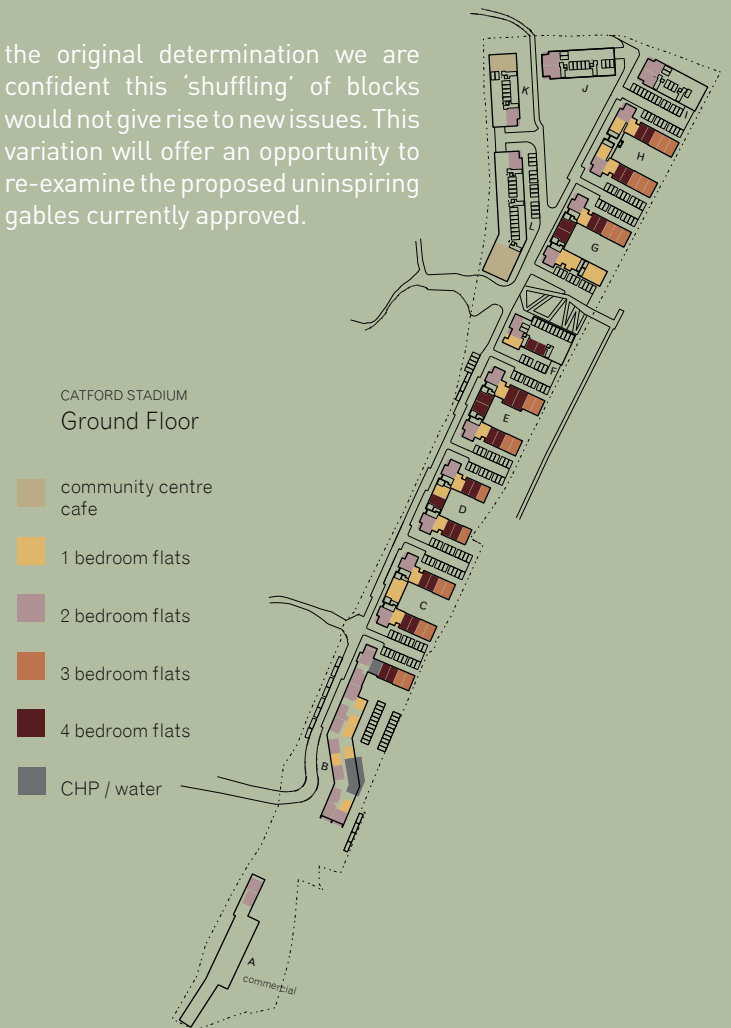 the original determination we are
confident this ‘shuffling’ of blocks
would not give rise to new issues. This
variation will offer an opportunity to
re-examine the proposed uninspiring
gables currently approved.
CATFORD STADIUM
Ground Floor
community centre
cafe
1 bedroom flats
2 bedroom flats
3 bedroom flats
4 bedroom flats
CHP / water
K
J
I
H
L
G
F
E
D
C
B
A
commercial